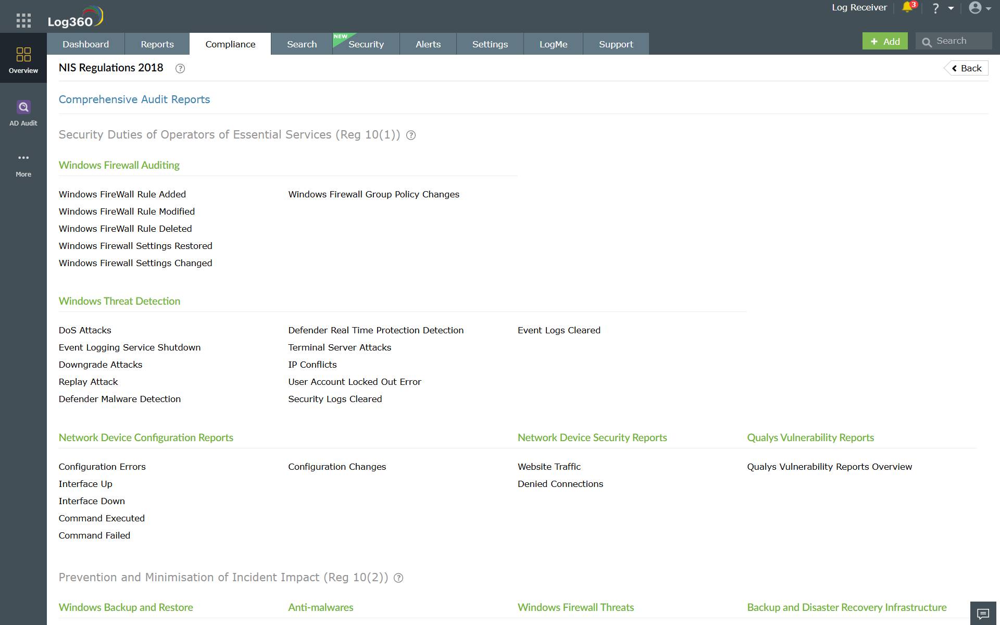 Log360
Log Receiver
3
?
Dashboard
Reports
Compliance
Search
NEW
Security
Alerts
Settings
LogMe
Support
+ Add
Search
Overview
AD Audit
More
NIS Regulations 2018 ?
Back
Comprehensive Audit Reports
Security Duties of Operators of Essential Services (Reg 10(1)) ?
Windows Firewall Auditing
Windows FireWall Rule Added
Windows Firewall Group Policy Changes
Windows FireWall Rule Modified
Windows FireWall Rule Deleted
Windows Firewall Settings Restored
Windows Firewall Settings Changed
Windows Threat Detection
DoS Attacks
Defender Real Time Protection Detection
Event Logs Cleared
Event Logging Service Shutdown
Terminal Server Attacks
Downgrade Attacks
IP Conflicts
Replay Attack
User Account Locked Out Error
Defender Malware Detection
Security Logs Cleared
Network Device Configuration Reports
Network Device Security Reports
Qualys Vulnerability Reports
Configuration Errors
Configuration Changes
Website Traffic
Qualys Vulnerability Reports Overview
Interface Up
Denied Connections
Interface Down
Command Executed
Command Failed
Prevention and Minimisation of Incident Impact (Reg 10(2)) ?
Windows Backup and Restore
Anti-malwares
Windows Firewall Threats
Backup and Disaster Recovery Infrastructure